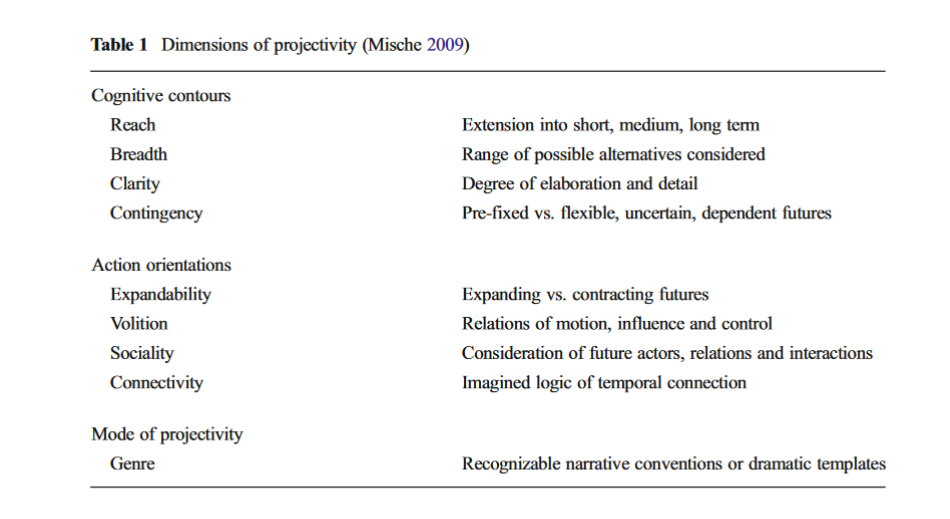 Table 1 Dimensions of projectivity (Mische 2009)
Cognitive contours
Reach Extension into short, medium, long term
Breadth Range of possible alternatives considered
Clarity Degree of elaboration and detail
Contingency Pre-fixed vs. flexible, uncertain, dependent futures
Action orientations
Expandability Expanding vs. contracting futures
Volition Relations of motion, influence and control
Sociality Consideration of future actors, relations and interactions
Connectivity Imagined logic of temporal connection
Mode of projectivity
Genre Recognizable narrative conventions or dramatic templates